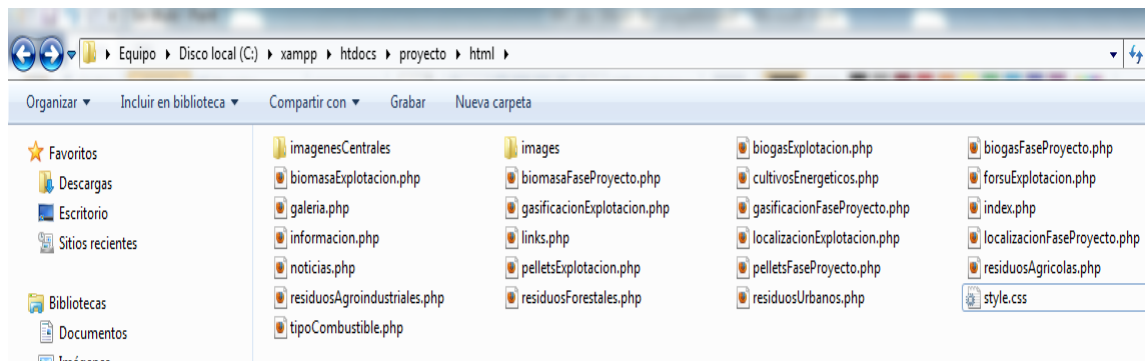 Equipo Disco local (C:) xampp htdocs proyecto html
Organizar Incluir en biblioteca Compartir con Grabar Nueva carpeta
Favoritos
Descargas
Escritorio
Sitios recientes
Bibliotecas
Documentos
Imágenes
imagenesCentrales images biogasExplotacion.php biogasFaseProyecto.php
biomasaExplotacion.php biomasaFaseProyecto.php cultivosEnergeticos.php forsuExplotacion.php
galeria.php gasificacionExplotacion.php gasificacionFaseProyecto.php index.php
informacion.php links.php localizacionExplotacion.php localizacionFaseProyecto.php
noticias.php pelletsExplotacion.php pelletsFaseProyecto.php residuosAgricolas.php
residuosAgroindustriales.php residuosForestales.php residuosUrbanos.php style.css
tipoCombustible.php